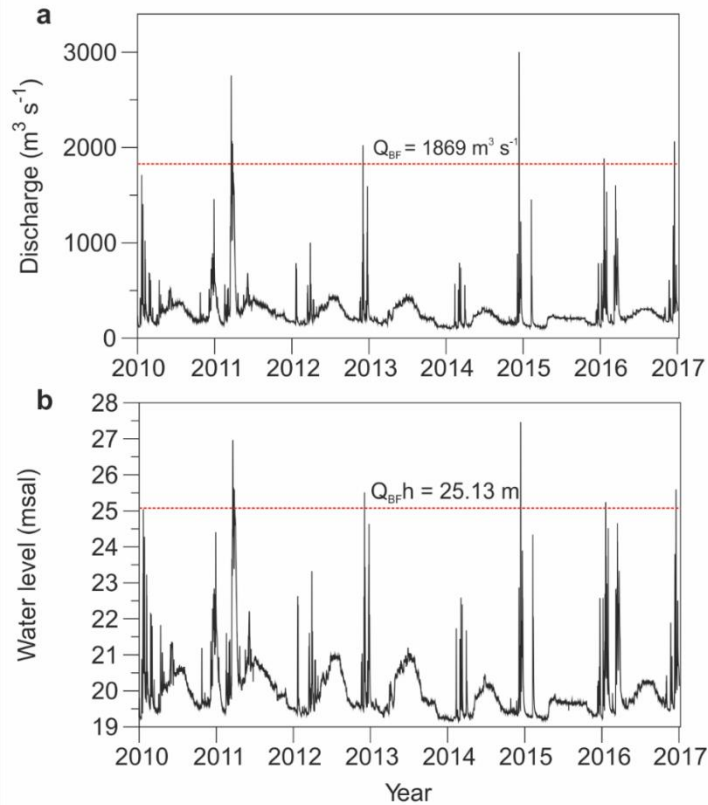 a
Discharge (m³ s⁻¹)
3000
2000
1000
0
Q_BF = 1869 m³ s⁻¹
2010 2011 2012 2013 2014 2015 2016 2017
b
Water level (msal)
28
27
26
25
24
23
22
21
20
19
Q_BFh = 25.13 m
2010 2011 2012 2013 2014 2015 2016 2017
Year